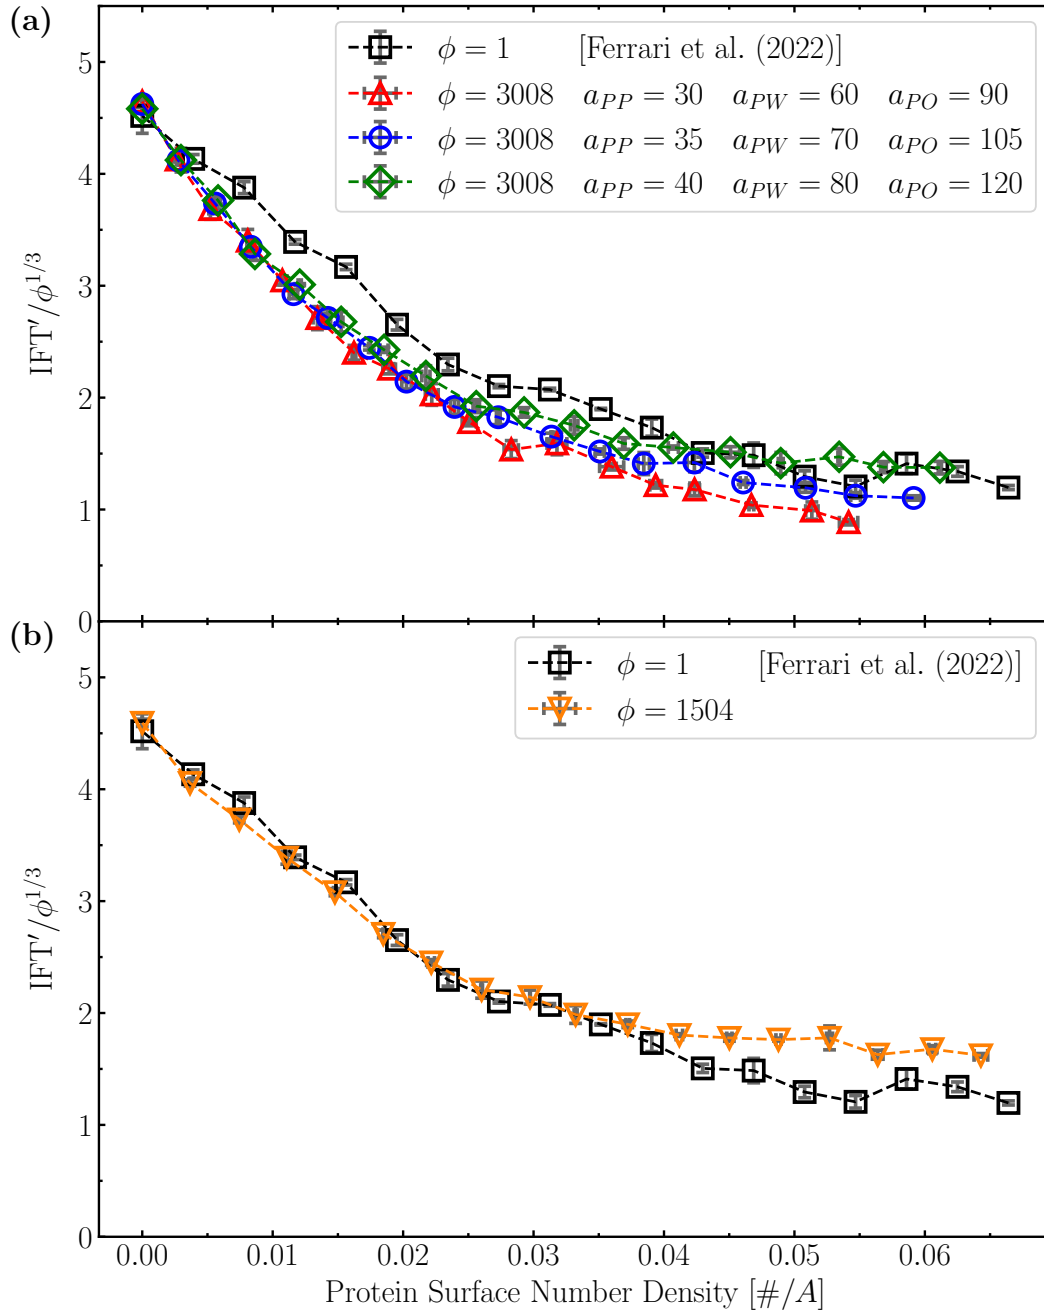 (a)
5
4
3
2
1
0
IFT′/ϕ^{1/3}
ϕ = 1 [Ferrari et al. (2022)]
ϕ = 3008 a_{PP} = 30 a_{PW} = 60 a_{PO} = 90
ϕ = 3008 a_{PP} = 35 a_{PW} = 70 a_{PO} = 105
ϕ = 3008 a_{PP} = 40 a_{PW} = 80 a_{PO} = 120
(b)
5
4
3
2
1
0
IFT′/ϕ^{1/3}
ϕ = 1 [Ferrari et al. (2022)]
ϕ = 1504
0.00 0.01 0.02 0.03 0.04 0.05 0.06
Protein Surface Number Density [#/A]